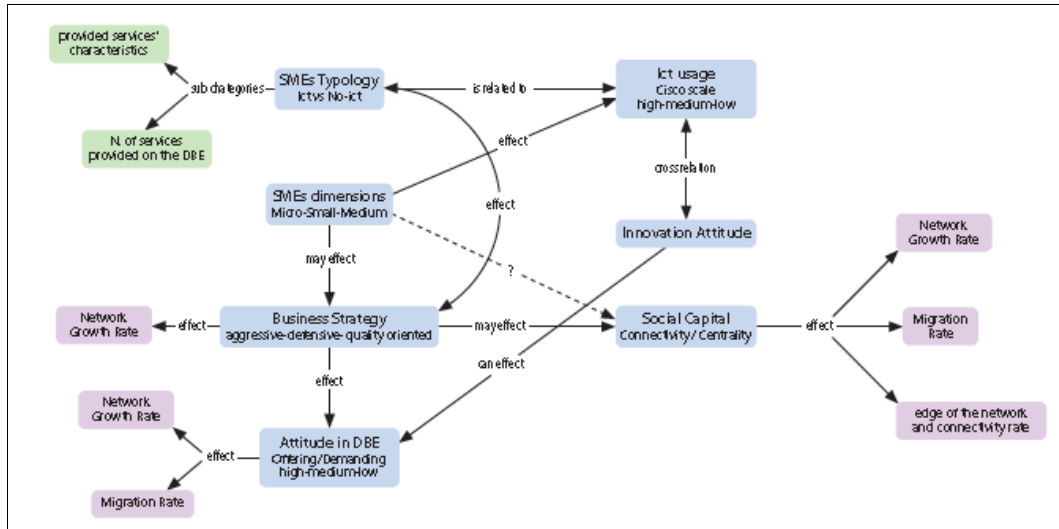 provided services'
characteristics
sub chategories
SMEs Typology
Ict vs No-ict
is related to
Ict usage
Cisco scale
high-medium-low
N. of services
provided on the DBE
effect
crossrelation
SMEs dimensions
Micro-Small-Medium
effect
Innovation Attitude
Network
Growth Rate
may effect
?
Network
Growth Rate
effect
Business Strategy
aggressive-defensive-quality oriented
may effect
Social Capital
Connectivity / Centrality
effect
Migration
Rate
can effect
effect
Network
Growth Rate
edge of the network
and connectivity rate
effect
Attitude in DBE
Offering/Demanding
high-medium-low
Migration Rate